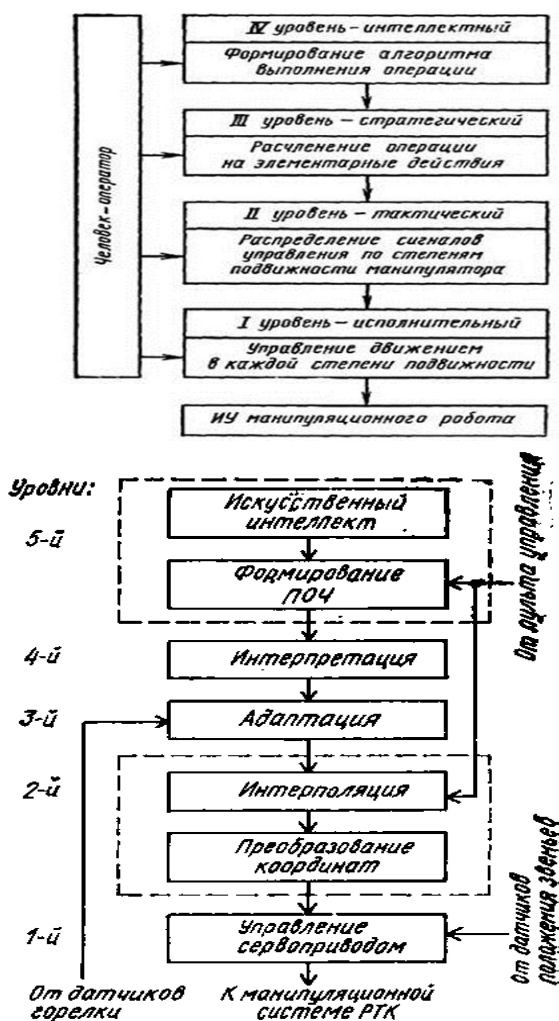 Человек-оператор
IV уровень-интеллектный
Формирование алгоритма
выполнения операции
III уровень-стратегический
Расчленение операции
на элементарные действия
II уровень-тактический
Распределение сигналов
управления по степеням
подвижности манипулятора
I уровень-исполнительный
Управление движением
в каждой степени подвижности
ИУ манипуляционного робота
Уровни:
5-й
Искусственный
интеллект
Формирование
ПОЧ
От пульта управления
4-й
Интерпретация
3-й
Адаптация
2-й
Интерполяция
Преобразование
координат
1-й
Управление
сервоприводом
От датчиков
положения звеньев
От датчиков
горелки
К манипуляционной
системе РТК